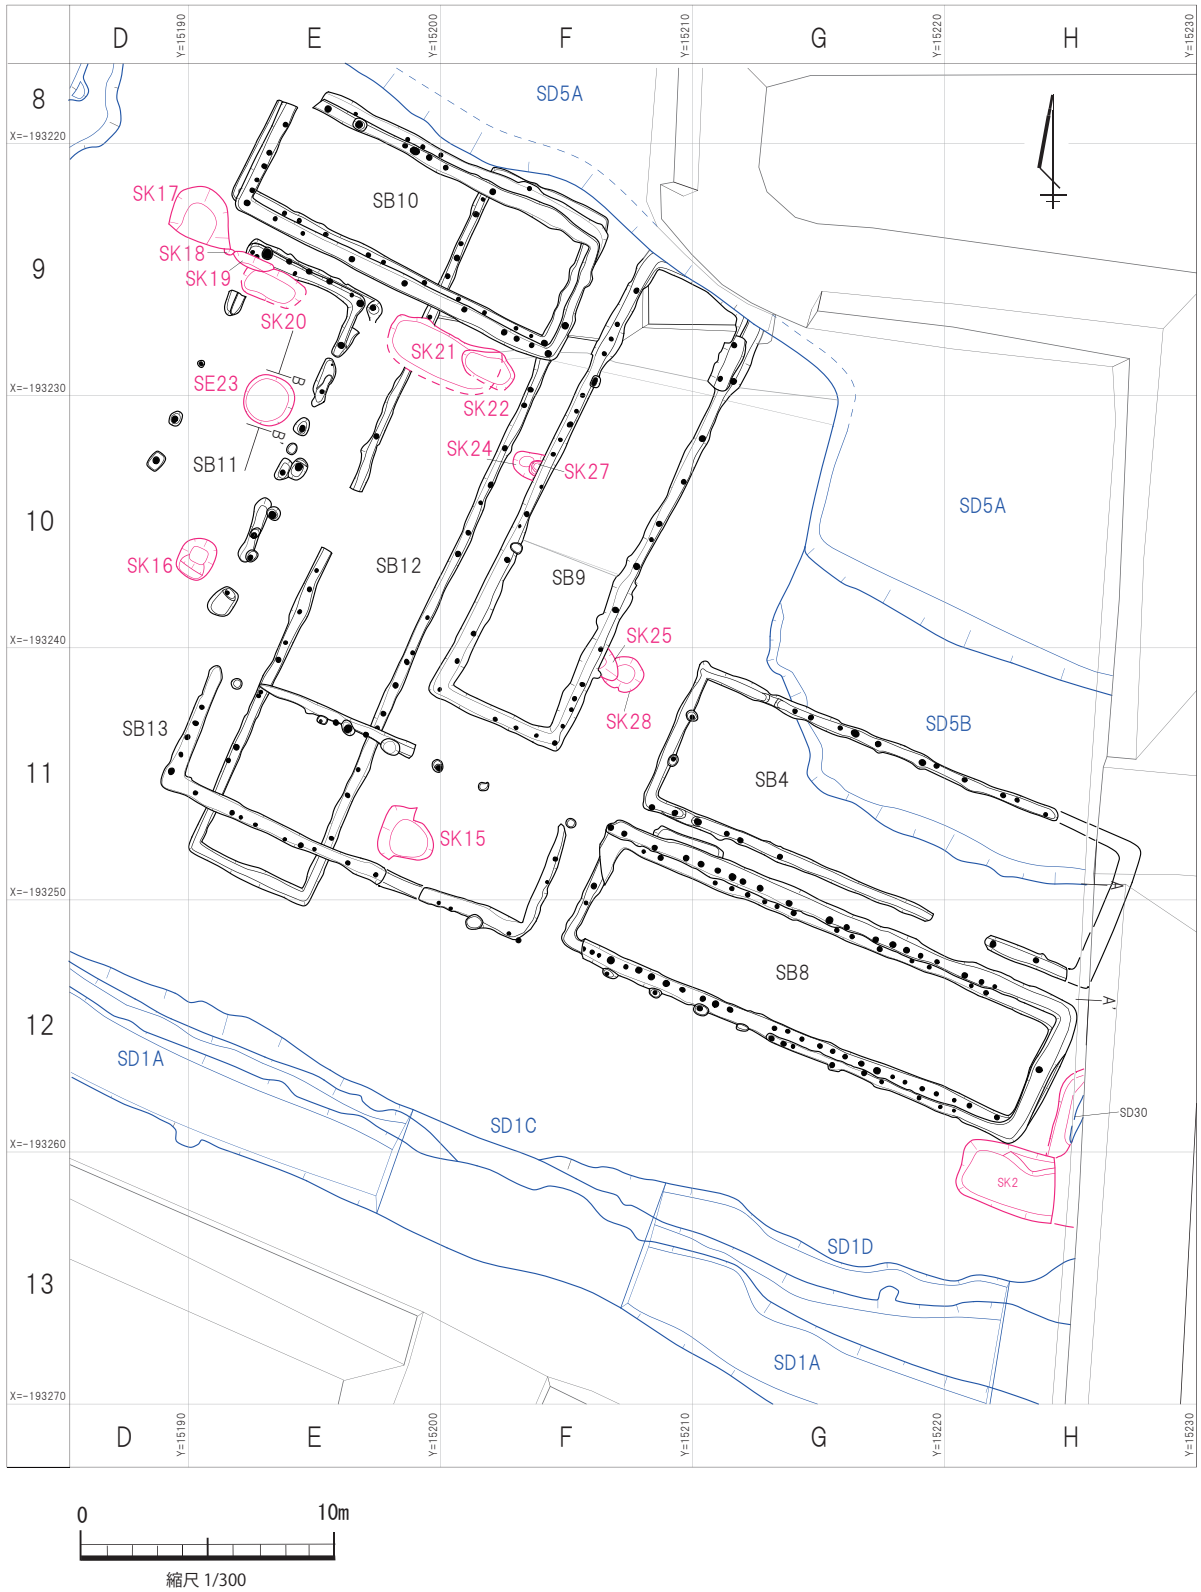 D E F G H
Y=15190 Y=15200 Y=15210 Y=15220 Y=15230
8
SD5A
X=-193220
SK17
SB10
SK18
9
SK19
SK20
SK21
SE23
B
X=-193230
SK22
B'
SK24
SK27
SB11
10
SD5A
SK16
SB12
SB9
X=-193240
SK25
SK28
SB13
SD5B
11
SB4
SK15
A
X=-193250
SB8
A'
12
SD1A
SD30
SD1C
X=-193260
SK2
SD1D
13
SD1A
X=-193270
Y=15190 Y=15200 Y=15210 Y=15220 Y=15230
D E F G H
0 10m
縮尺 1/300